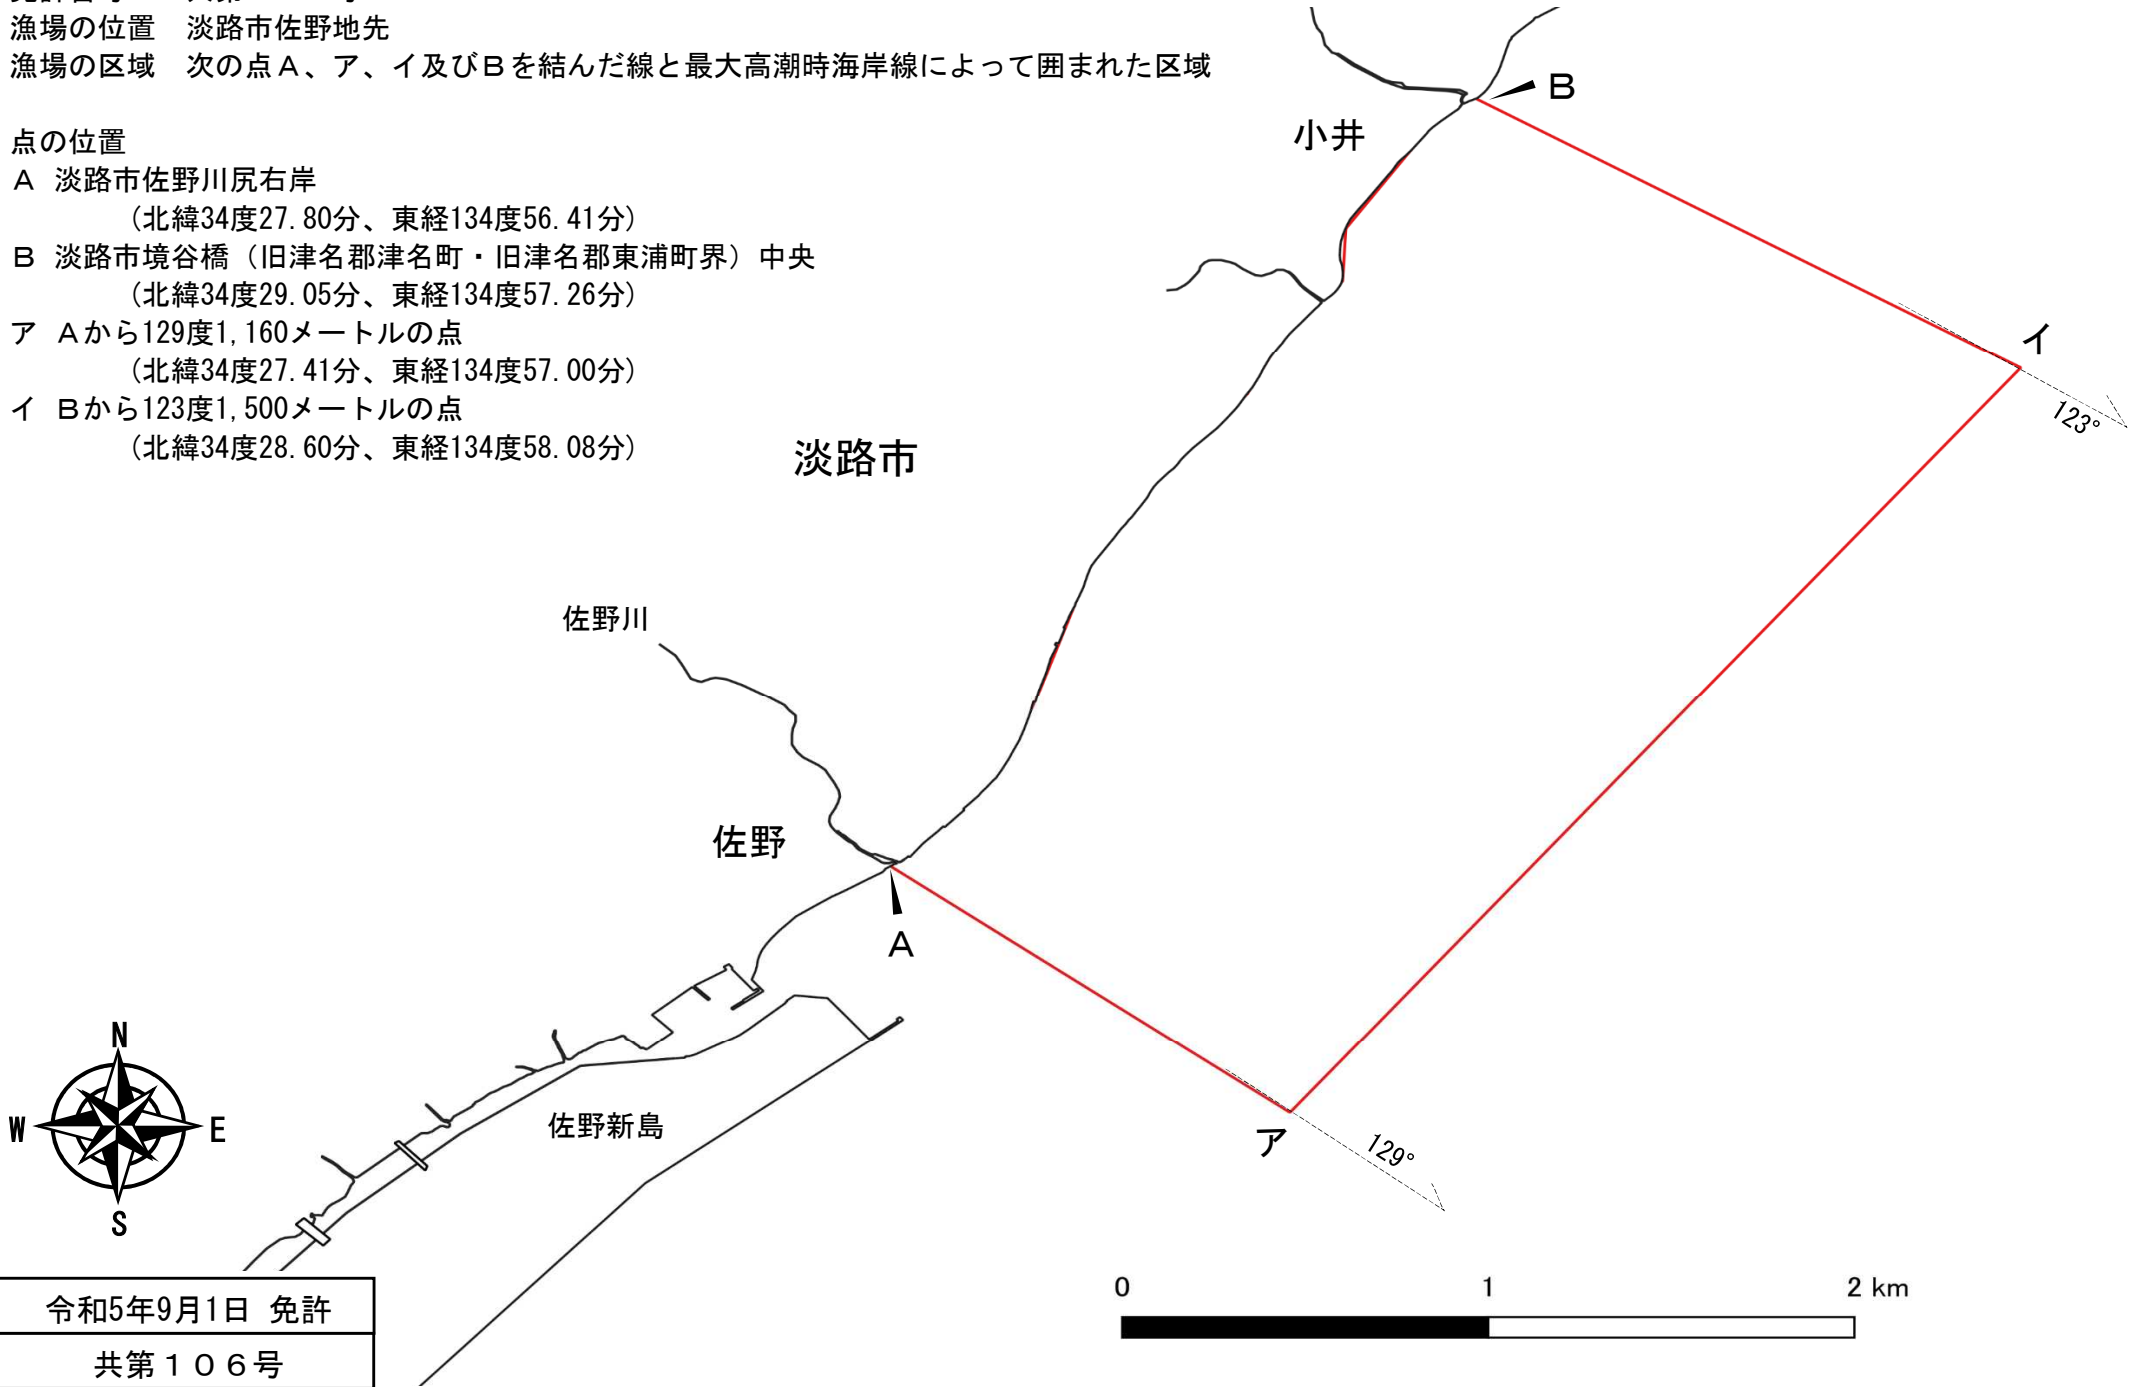 漁場の位置　淡路市佐野地先
漁場の区域　次の点Ａ、ア、イ及びＢを結んだ線と最大高潮時海岸線によって囲まれた区域
点の位置
Ａ 淡路市佐野川尻右岸
（北緯34度27.80分、東経134度56.41分）
Ｂ 淡路市境谷橋（旧津名郡津名町・旧津名郡東浦町界）中央
（北緯34度29.05分、東経134度57.26分）
ア Ａから129度1,160メートルの点
（北緯34度27.41分、東経134度57.00分）
イ Ｂから123度1,500メートルの点
（北緯34度28.60分、東経134度58.08分）
Ｂ
小井
イ
123°
淡路市
佐野川
佐野
Ａ
ア
129°
佐野新島
N
W
E
S
0 1 2 km
令和5年9月1日 免許
共第１０６号